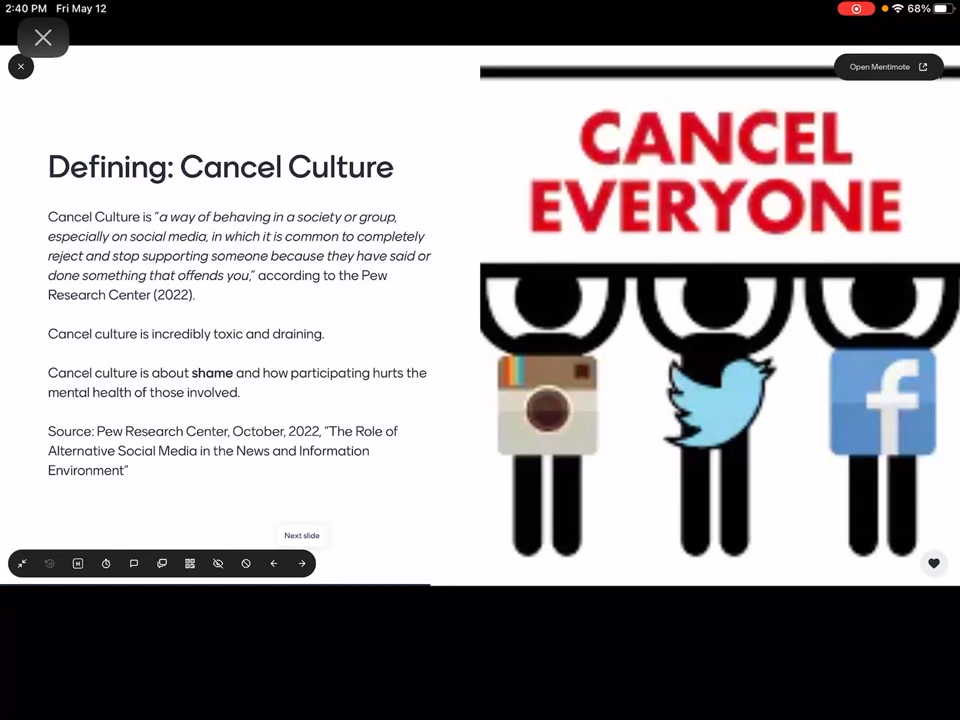 2:40 PM Fri May 12
68%
Open Mentimote
CANCEL
EVERYONE
Defining: Cancel Culture
Cancel Culture is "a way of behaving in a society or group,
especially on social media, in which it is common to completely
reject and stop supporting someone because they have said or
done something that offends you," according to the Pew
Research Center (2022).
Cancel culture is incredibly toxic and draining.
Cancel culture is about shame and how participating hurts the
mental health of those involved.
Source: Pew Research Center, October, 2022, "The Role of
Alternative Social Media in the News and Information
Environment"
Next slide